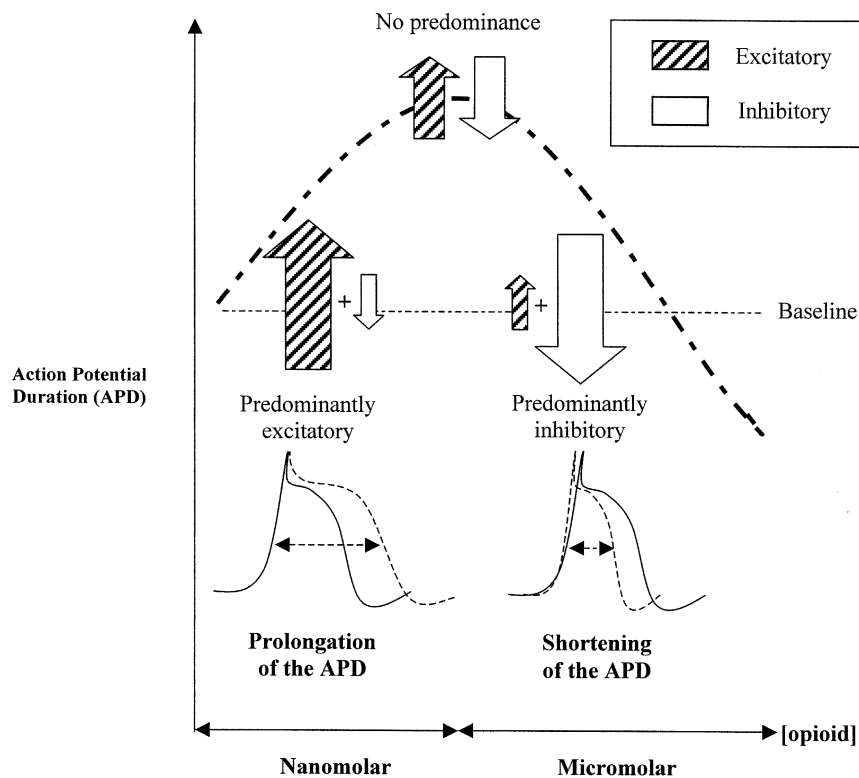 No predominance
Excitatory
Inhibitory
+
+
Baseline
Action Potential
Duration (APD)
Predominantly
excitatory
Predominantly
inhibitory
Prolongation
of the APD
Shortening
of the APD
[opioid]
Nanomolar
Micromolar